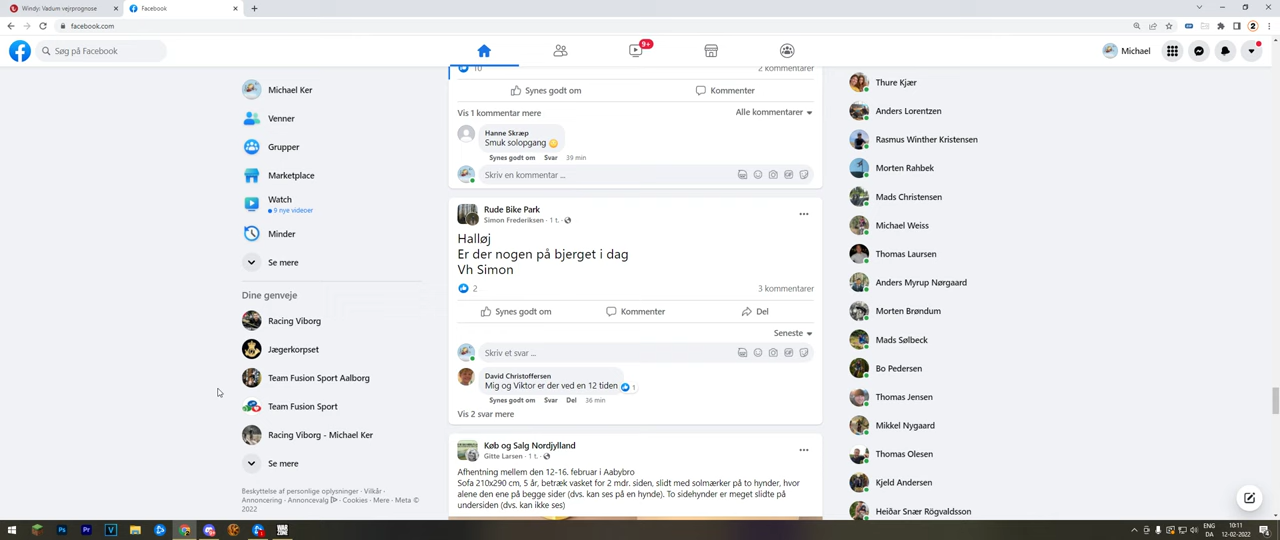 Windy: Vadum vejrprognose
Facebook
facebook.com
Søg på Facebook
9+
Michael
Michael Ker
Venner
Grupper
Marketplace
Watch
9 nye videoer
Minder
Se mere
Dine genveje
Racing Viborg
Jægerkorpset
Team Fusion Sport Aalborg
Team Fusion Sport
Racing Viborg - Michael Ker
Se mere
Beskyttelse af personlige oplysninger · Vilkår ·
Annoncering · Annoncevalg · Cookies · Mere · Meta ©
2022
10
2 kommentarer
Synes godt om
Kommenter
Vis 1 kommentar mere
Alle kommentarer
Hanne Skræp
Smuk solopgang
Synes godt om Svar 39 min
Skriv en kommentar ...
Rude Bike Park
Simon Frederiksen · 1 t. ·
Halløj
Er der nogen på bjerget i dag
Vh Simon
2
3 kommentarer
Synes godt om
Kommenter
Del
Seneste
Skriv et svar ...
David Christoffersen
Mig og Viktor er der ved en 12 tiden
1
Synes godt om Svar Del 36 min
Vis 2 svar mere
Køb og Salg Nordjylland
Gitte Larsen · 1 t. ·
Afhentning mellem den 12-16. februar i Aabybro
Sofa 210x290 cm, 5 år, betræk vasket for 2 mdr. siden, slidt med solmærker på to hynder, hvor
alene den ene på begge sider (dvs. kan ses på en hynde). To sidehynder er meget slidte på
undersiden (dvs. kan ikke ses)
Thure Kjær
Anders Lorentzen
Rasmus Winther Kristensen
Morten Rahbek
Mads Christensen
Michael Weiss
Thomas Laursen
Anders Myrup Nørgaard
Morten Brøndum
Mads Sølbeck
Bo Pedersen
Thomas Jensen
Mikkel Nygaard
Thomas Olesen
Kjeld Andersen
Heiðar Snær Rögvaldsson
Ps
Pr
V
WAR
ZONE
ENG
DA
10:11
12-02-2022